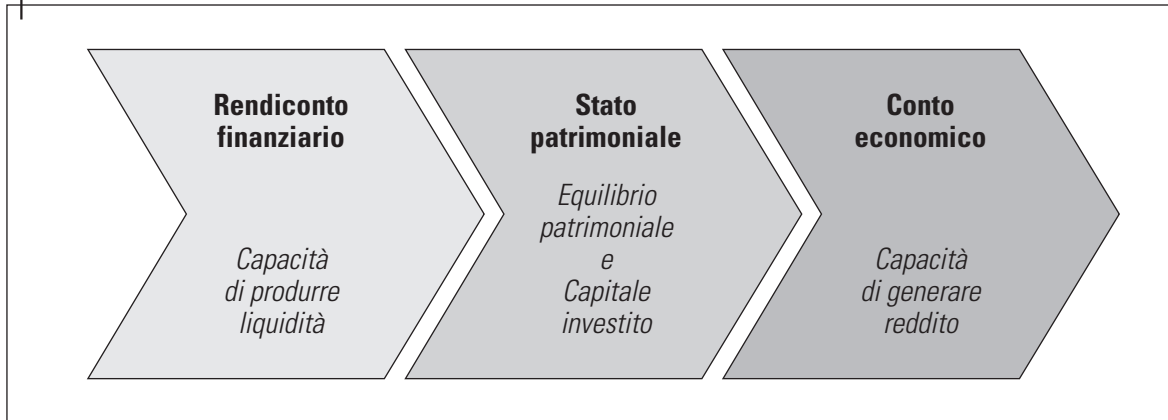 Rendiconto
finanziario
Capacità
di produrre
liquidità
Stato
patrimoniale
Equilibrio
patrimoniale
e
Capitale
investito
Conto
economico
Capacità
di generare
reddito